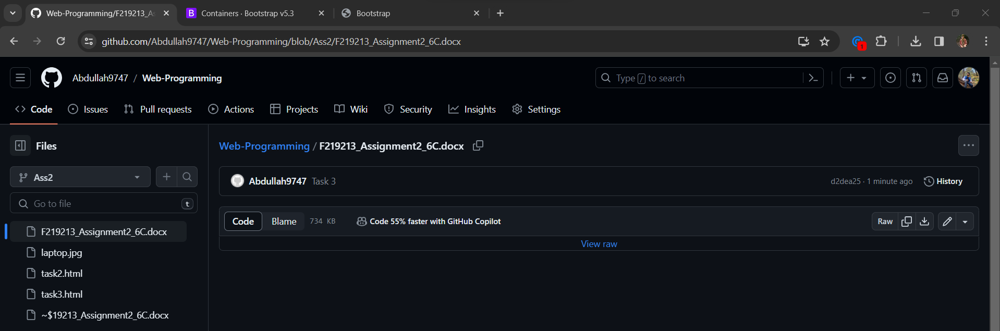 Web-Programming/F219213_As
Containers · Bootstrap v5.3
Bootstrap
github.com/Abdullah9747/Web-Programming/blob/Ass2/F219213_Assignment2_6C.docx
1
Abdullah9747 / Web-Programming
Type / to search
Code Issues Pull requests Actions Projects Wiki Security Insights Settings
Files
Ass2
Go to file t
F219213_Assignment2_6C.docx
laptop.jpg
task2.html
task3.html
~$19213_Assignment2_6C.docx
Web-Programming / F219213_Assignment2_6C.docx
Abdullah9747 Task 3
d2dea25 · 1 minute ago History
Code Blame 734 KB Code 55% faster with GitHub Copilot
Raw
View raw